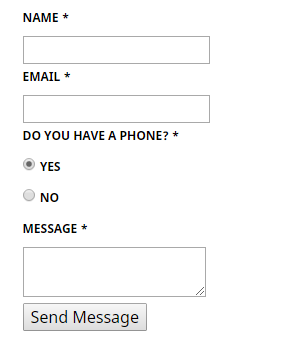 NAME *
EMAIL *
DO YOU HAVE A PHONE? *
YES
NO
MESSAGE *
Send Message